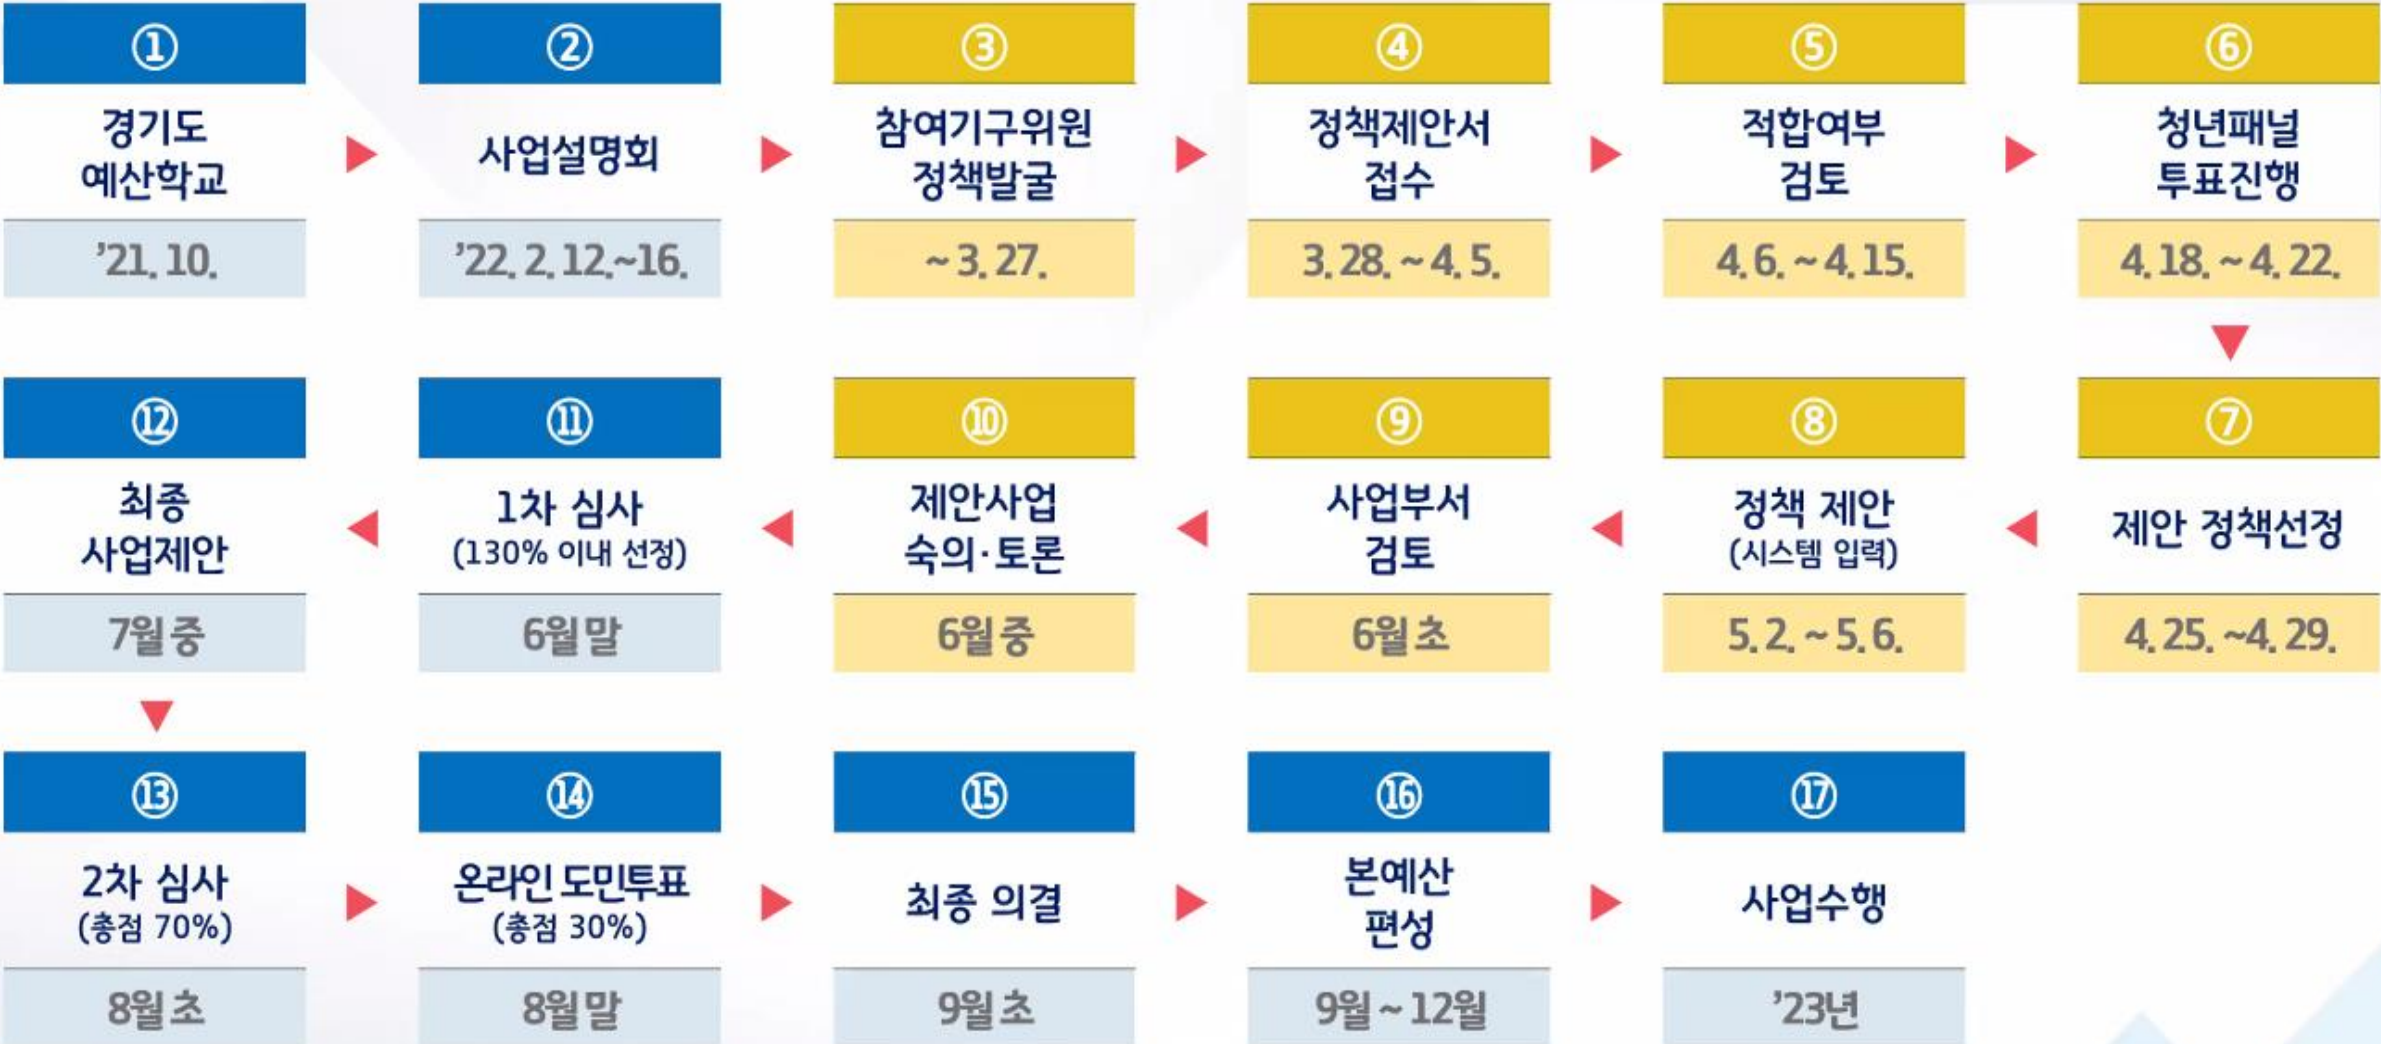 ①
경기도
예산학교
’21. 10.
②
사업설명회
’22. 2. 12.~16.
③
참여기구위원
정책발굴
~ 3. 27.
④
정책제안서
접수
3. 28. ~ 4. 5.
⑤
적합여부
검토
4. 6. ~ 4. 15.
⑥
청년패널
투표진행
4. 18. ~ 4. 22.
⑦
제안 정책선정
4. 25. ~4. 29.
⑧
정책 제안
(시스템 입력)
5. 2. ~ 5. 6.
⑨
사업부서
검토
6월 초
⑩
제안사업
숙의·토론
6월 중
⑪
1차 심사
(130% 이내 선정)
6월 말
⑫
최종
사업제안
7월 중
⑬
2차 심사
(총점 70%)
8월 초
⑭
온라인 도민투표
(총점 30%)
8월 말
⑮
최종 의결
9월 초
⑯
본예산
편성
9월 ~ 12월
⑰
사업수행
’23년